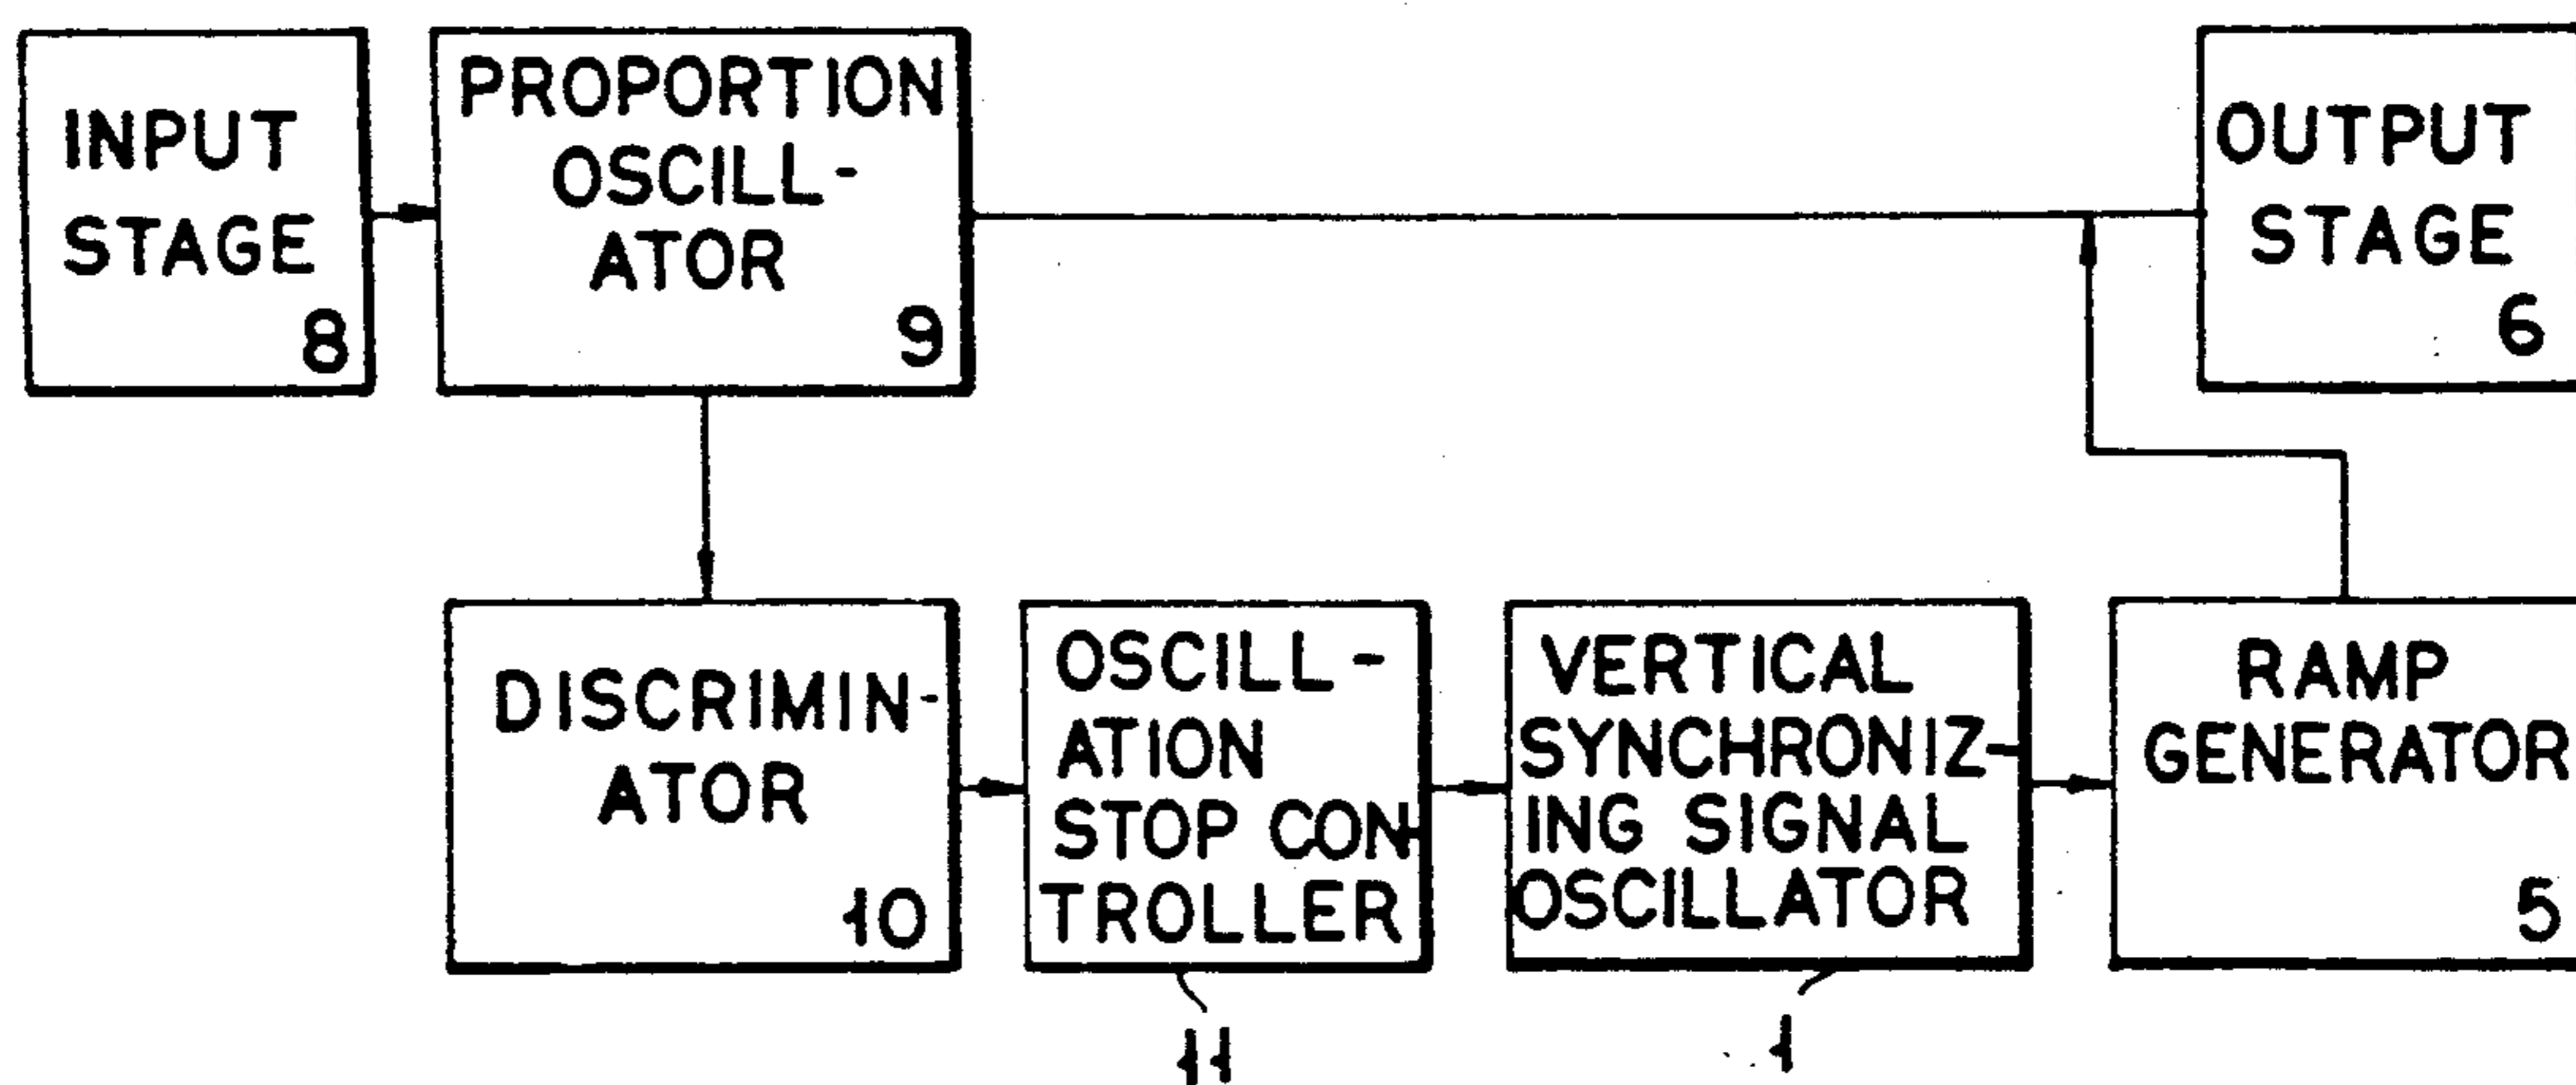 INPUT
STAGE
8
PROPORTION
OSCILL-
ATOR
9
OUTPUT
STAGE
6
DISCRIMIN-
ATOR
10
OSCILL-
ATION
STOP CON-
TROLLER
11
VERTICAL
SYNCHRONIZ-
ING SIGNAL
OSCILLATOR
1
RAMP
GENERATOR
5